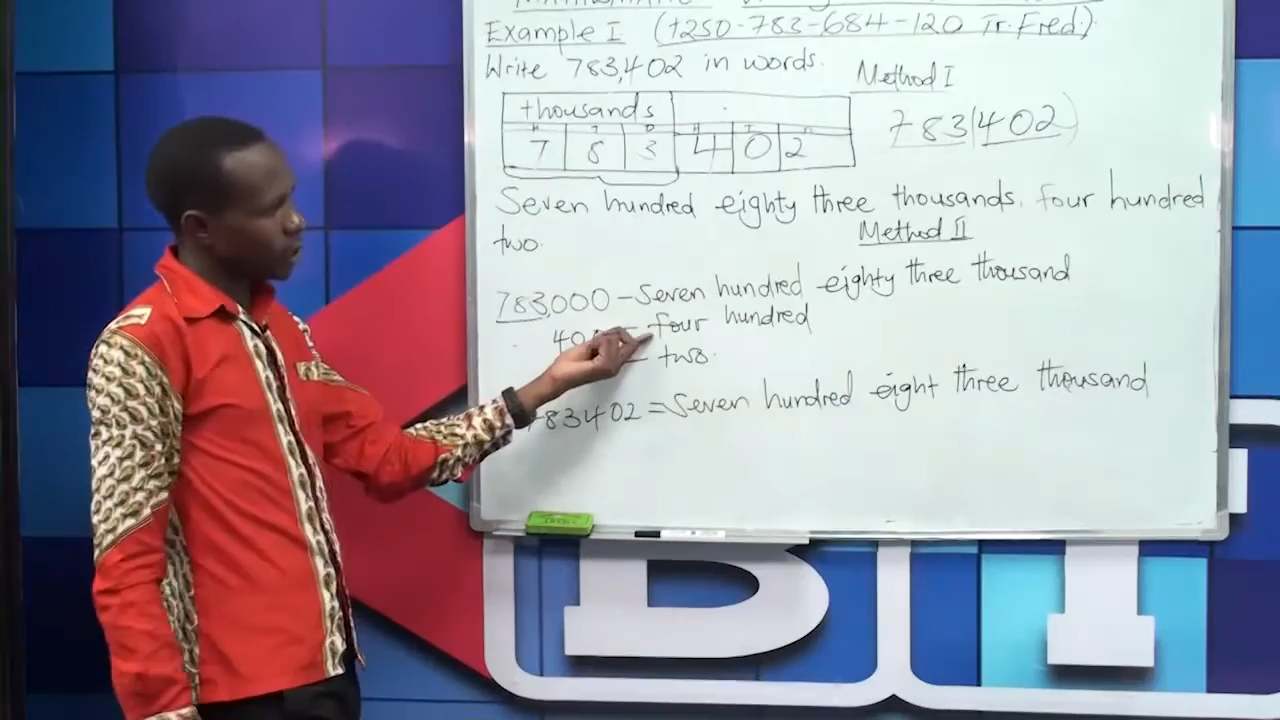 Example I (+250-783-684-120 Tr. Fred).
Write 783,402 in words.
Method I
thousands
H T O H T
7 8 3 4 0 2
783(402)
Seven hundred eighty three thousands, four hundred
two.
Method II
783,000 - Seven hundred eighty three thousand
40 - four hundred
- two.
783402 = Seven hundred eight three thousand
BT